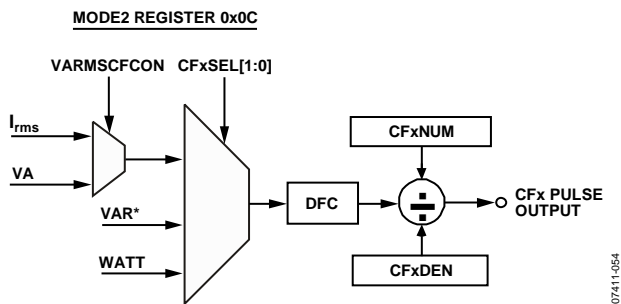 MODE2 REGISTER 0x0C
VARMSCFCON CFxSEL[1:0]
Irms
VA
VAR*
WATT
DFC
CFxNUM
÷
CFxDEN
CFx PULSE
OUTPUT
07411-054